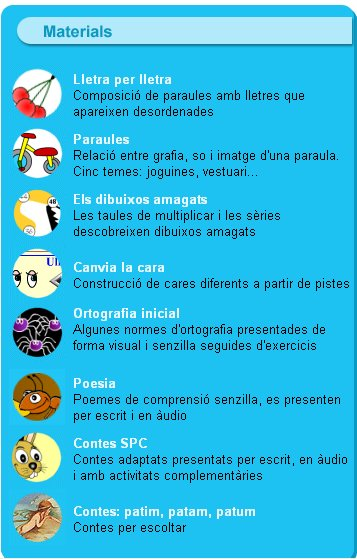 Materials
Lletra per lletra
Composició de paraules amb lletres que
apareixen desordenades
Paraules
Relació entre grafia, so i imatge d'una paraula.
Cinc temes: joguines, vestuari...
Els dibuixos amagats
Les taules de multiplicar i les sèries
descobreixen dibuixos amagats
48
Canvia la cara
Construcció de cares diferents a partir de pistes
Ortografia inicial
Algunes normes d'ortografia presentades de
forma visual i senzilla seguides d'exercicis
Poesia
Poemes de comprensió senzilla, es presenten
per escrit i en àudio
Contes SPC
Contes adaptats presentats per escrit, en àudio
i amb activitats complementàries
Contes: patim, patam, patum
Contes per escoltar